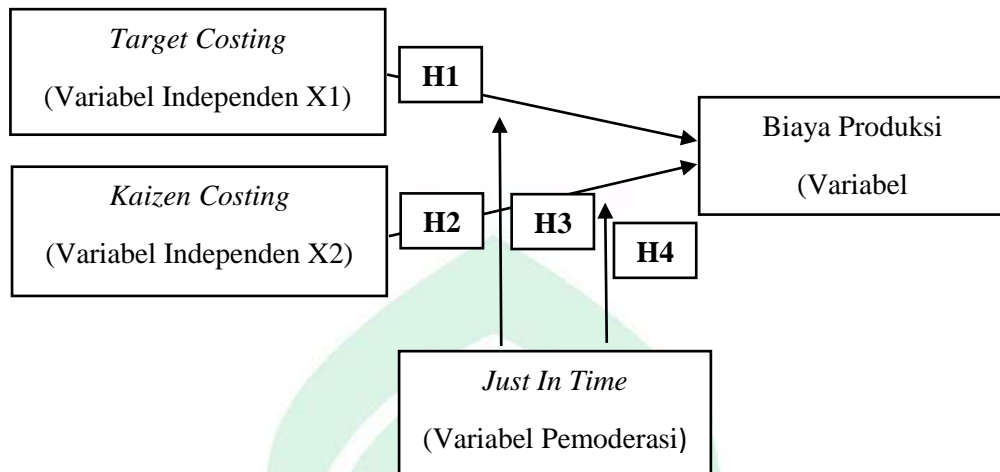 Target Costing
(Variabel Independen X1)
H1
Biaya Produksi
(Variabel
Kaizen Costing
(Variabel Independen X2)
H2
H3
H4
Just In Time
(Variabel Pemoderasi)